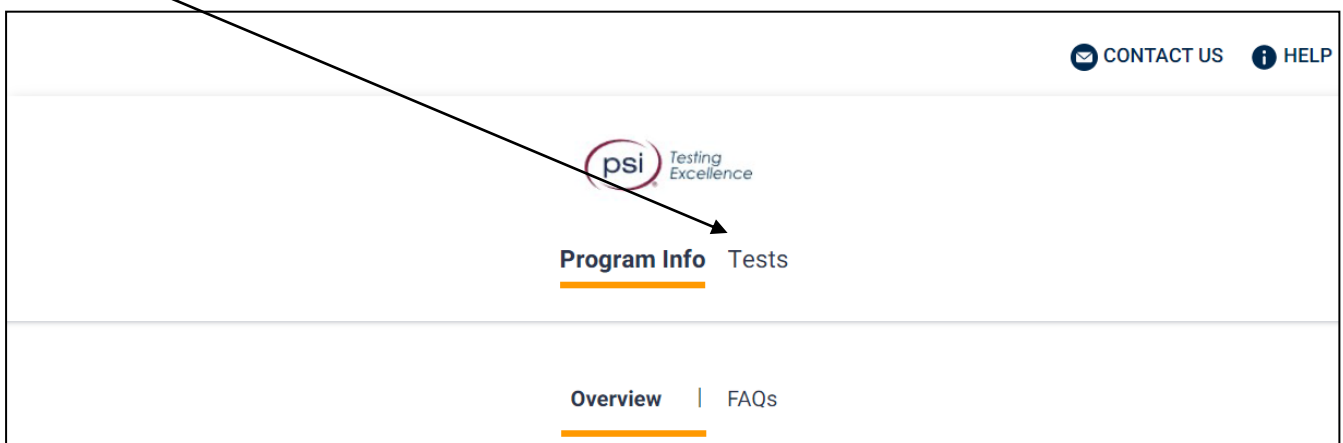 CONTACT US HELP
psi Testing
Excellence
Program Info Tests
Overview | FAQs